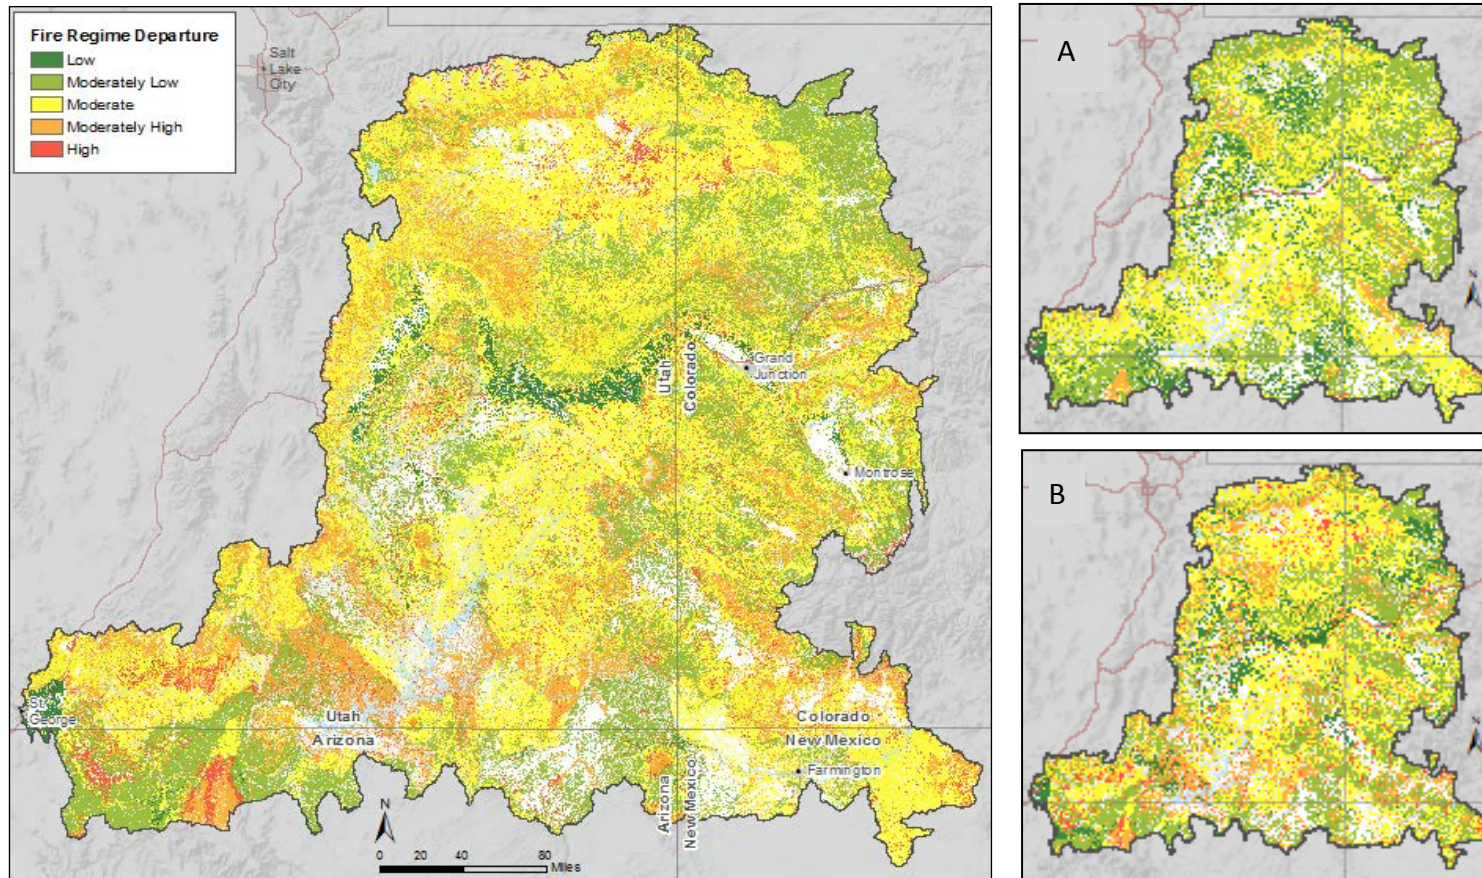 Fire Regime Departure
Low
Moderately Low
Moderate
Moderately High
High
Salt
Lake
City
Utah
Colorado
Grand
Junction
Montrose
St.
George
Utah
Arizona
Colorado
New Mexico
Farmington
Arizona
New Mexico
N
0 20 40 80
Miles
A
N
B
N